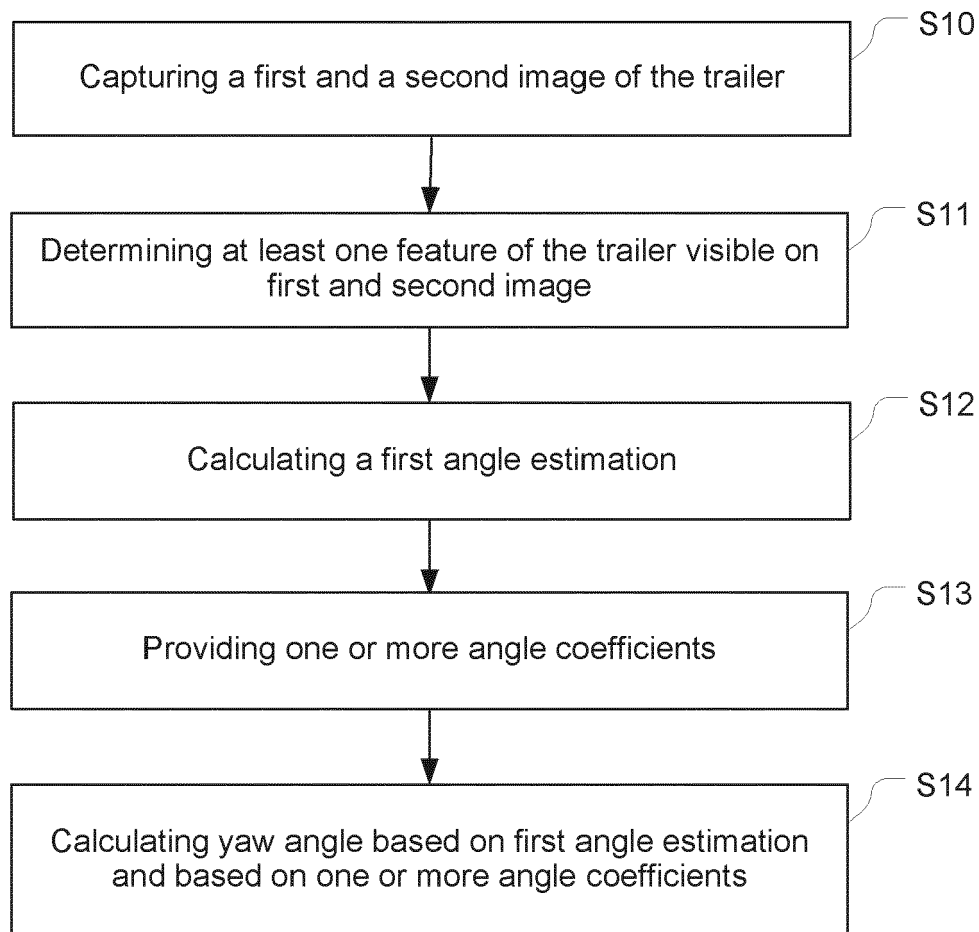 S10
Capturing a first and a second image of the trailer
S11
Determining at least one feature of the trailer visible on
first and second image
S12
Calculating a first angle estimation
S13
Providing one or more angle coefficients
S14
Calculating yaw angle based on first angle estimation
and based on one or more angle coefficients